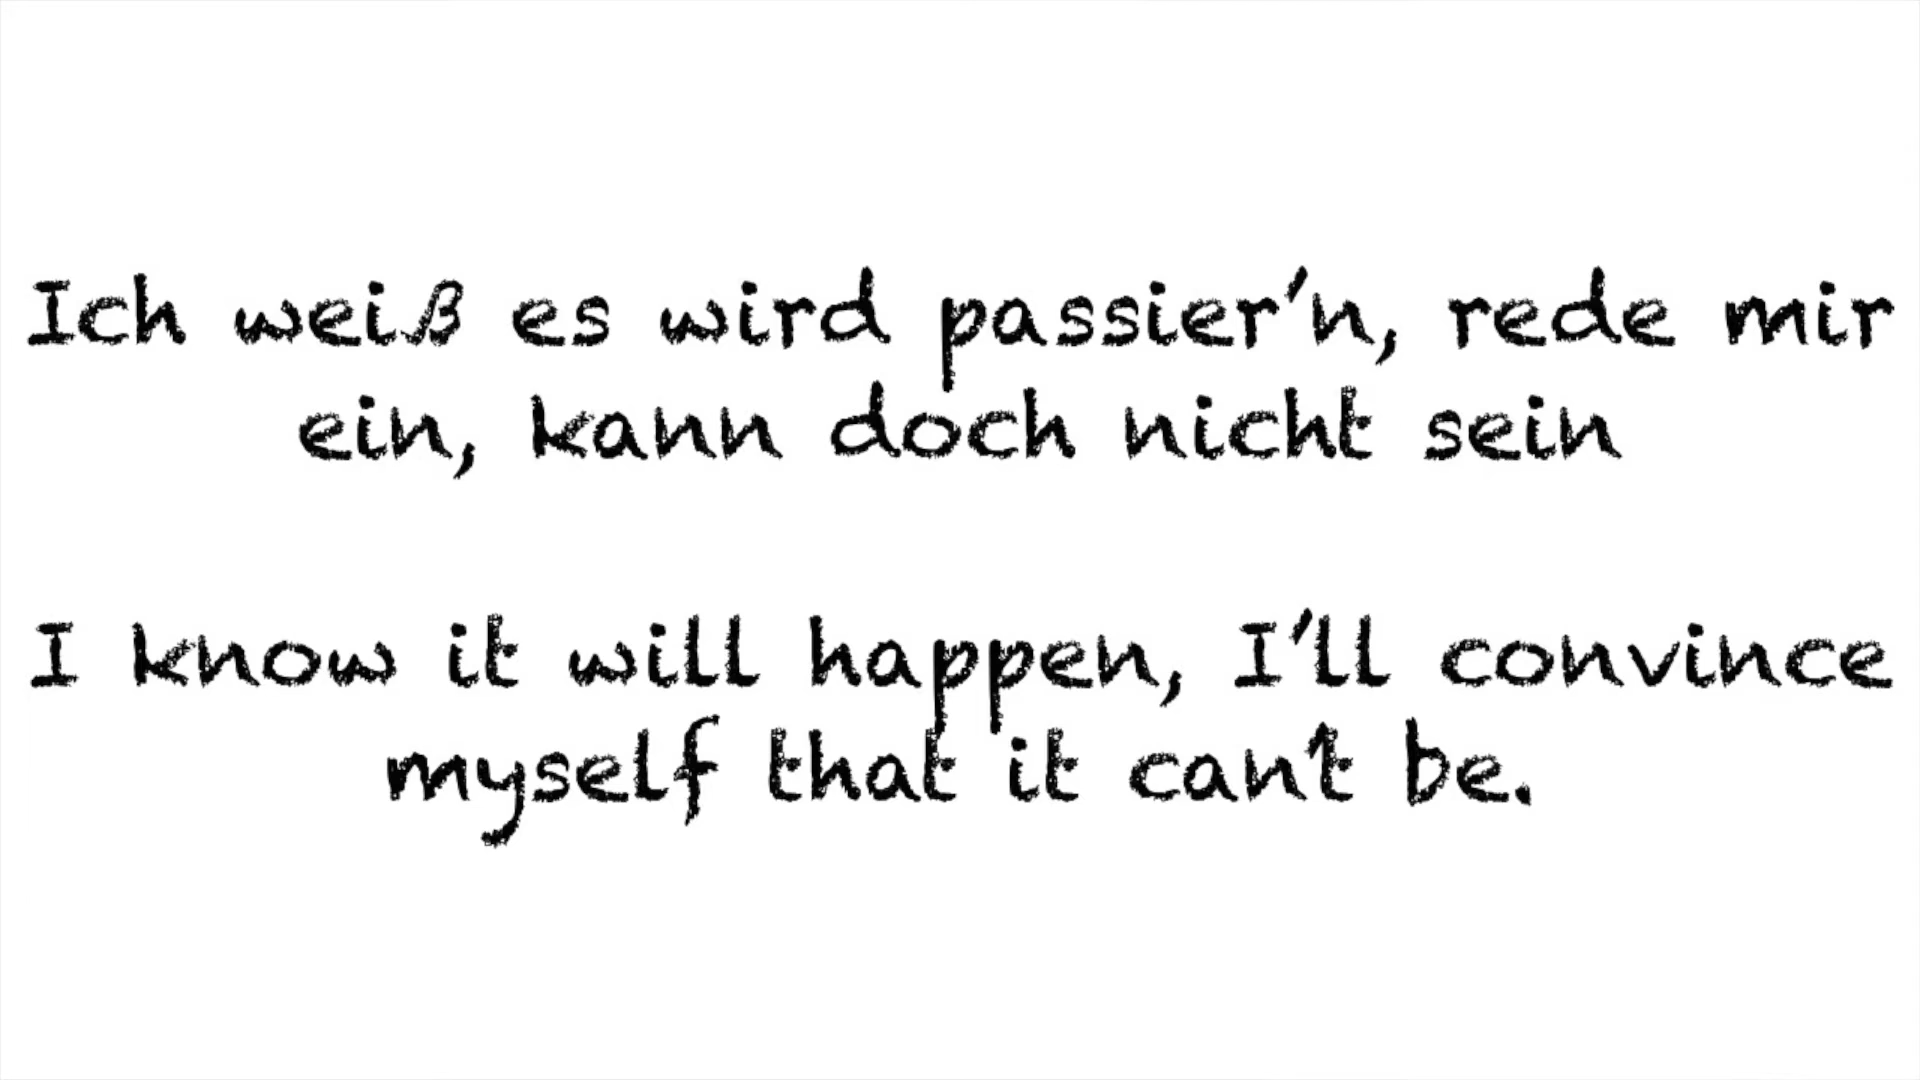 Ich weiß es wird passier'n, rede mir
ein, kann doch nicht sein
I know it will happen, I'll convince
myself that it can't be.